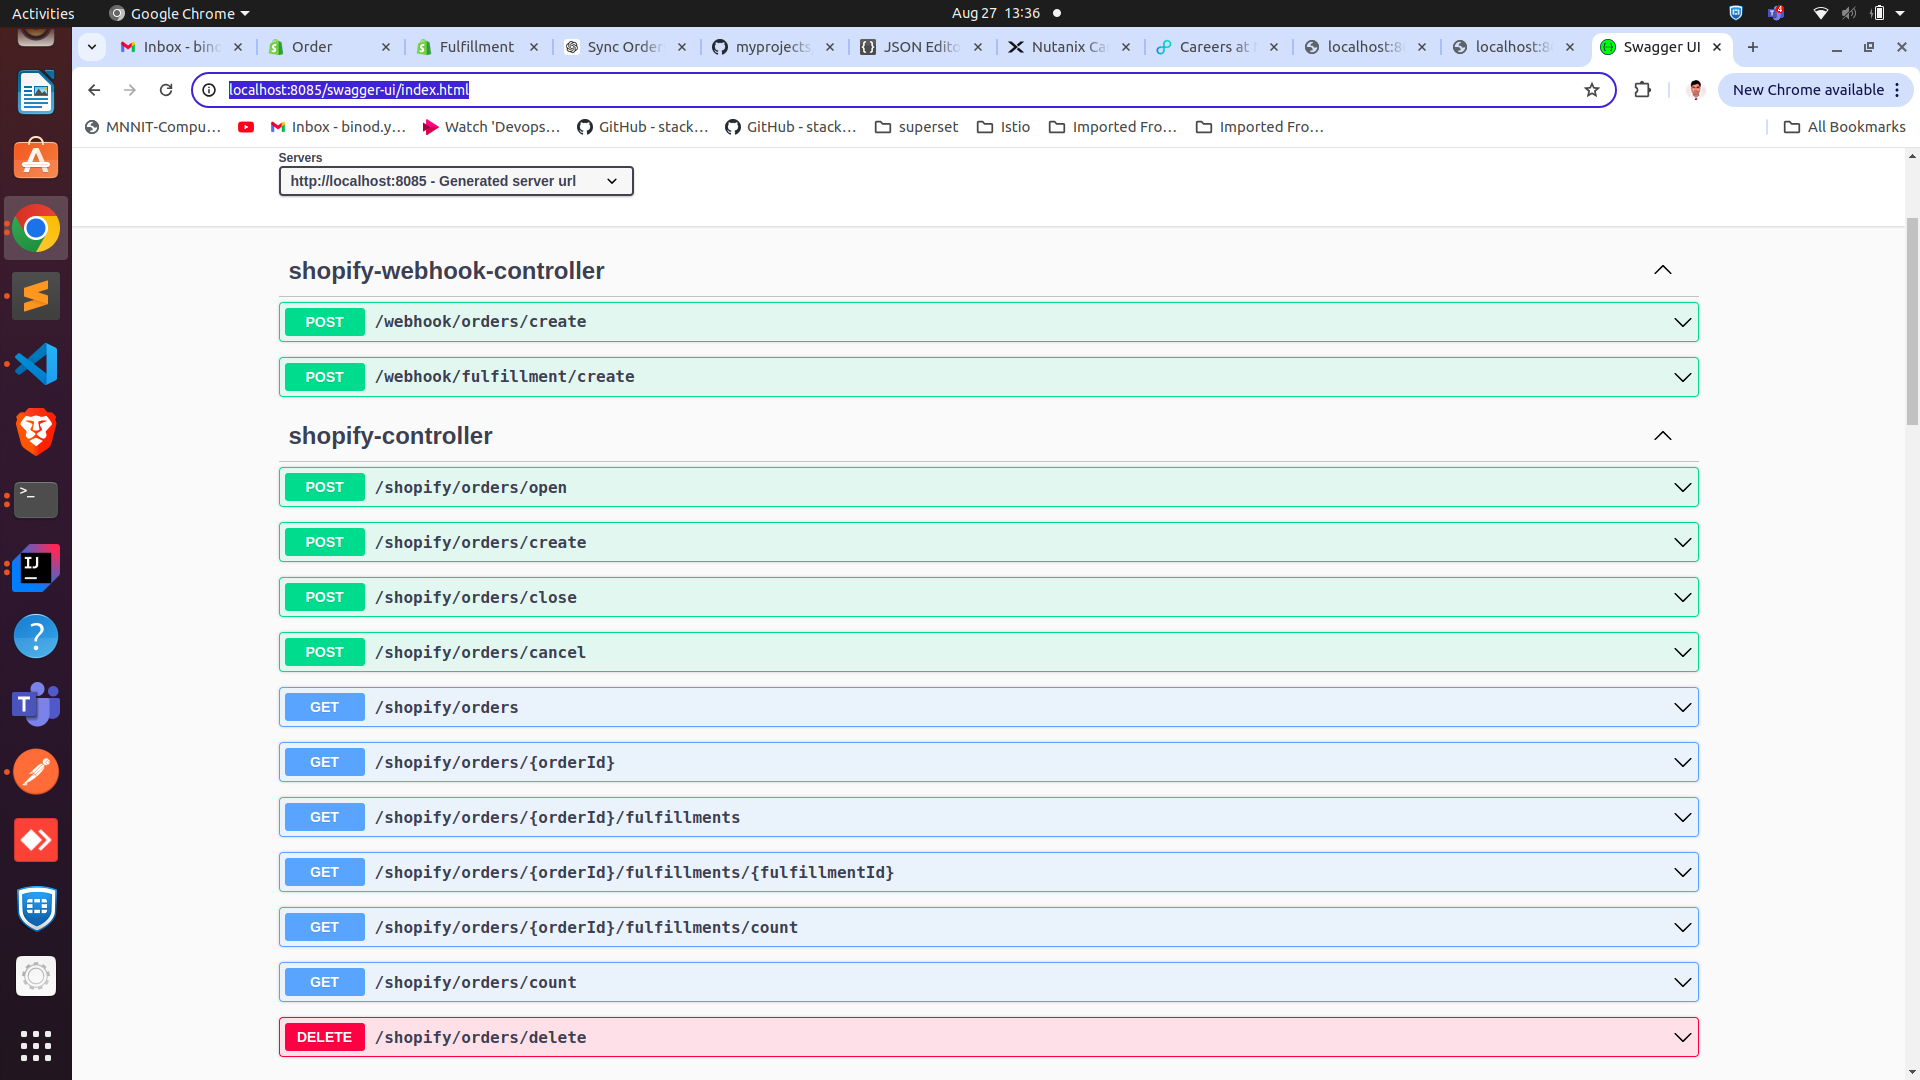 Activities
Google Chrome
Aug 27 13:36
4
Inbox - bin
Order
Fulfillment
Sync Order
myprojects
JSON Edito
Nutanix Ca
Careers at
localhost:8
localhost:8
Swagger UI
localhost:8085/swagger-ui/index.html
New Chrome available
MNNIT-Compu...
Inbox - binod.y...
Watch 'Devops...
GitHub - stack...
GitHub - stack...
superset
Istio
Imported Fro...
Imported Fro...
All Bookmarks
Servers
http://localhost:8085 - Generated server url
shopify-webhook-controller
POST /webhook/orders/create
POST /webhook/fulfillment/create
shopify-controller
POST /shopify/orders/open
POST /shopify/orders/create
POST /shopify/orders/close
POST /shopify/orders/cancel
GET /shopify/orders
GET /shopify/orders/{orderId}
GET /shopify/orders/{orderId}/fulfillments
GET /shopify/orders/{orderId}/fulfillments/{fulfillmentId}
GET /shopify/orders/{orderId}/fulfillments/count
GET /shopify/orders/count
DELETE /shopify/orders/delete
>_
IJ
?
T